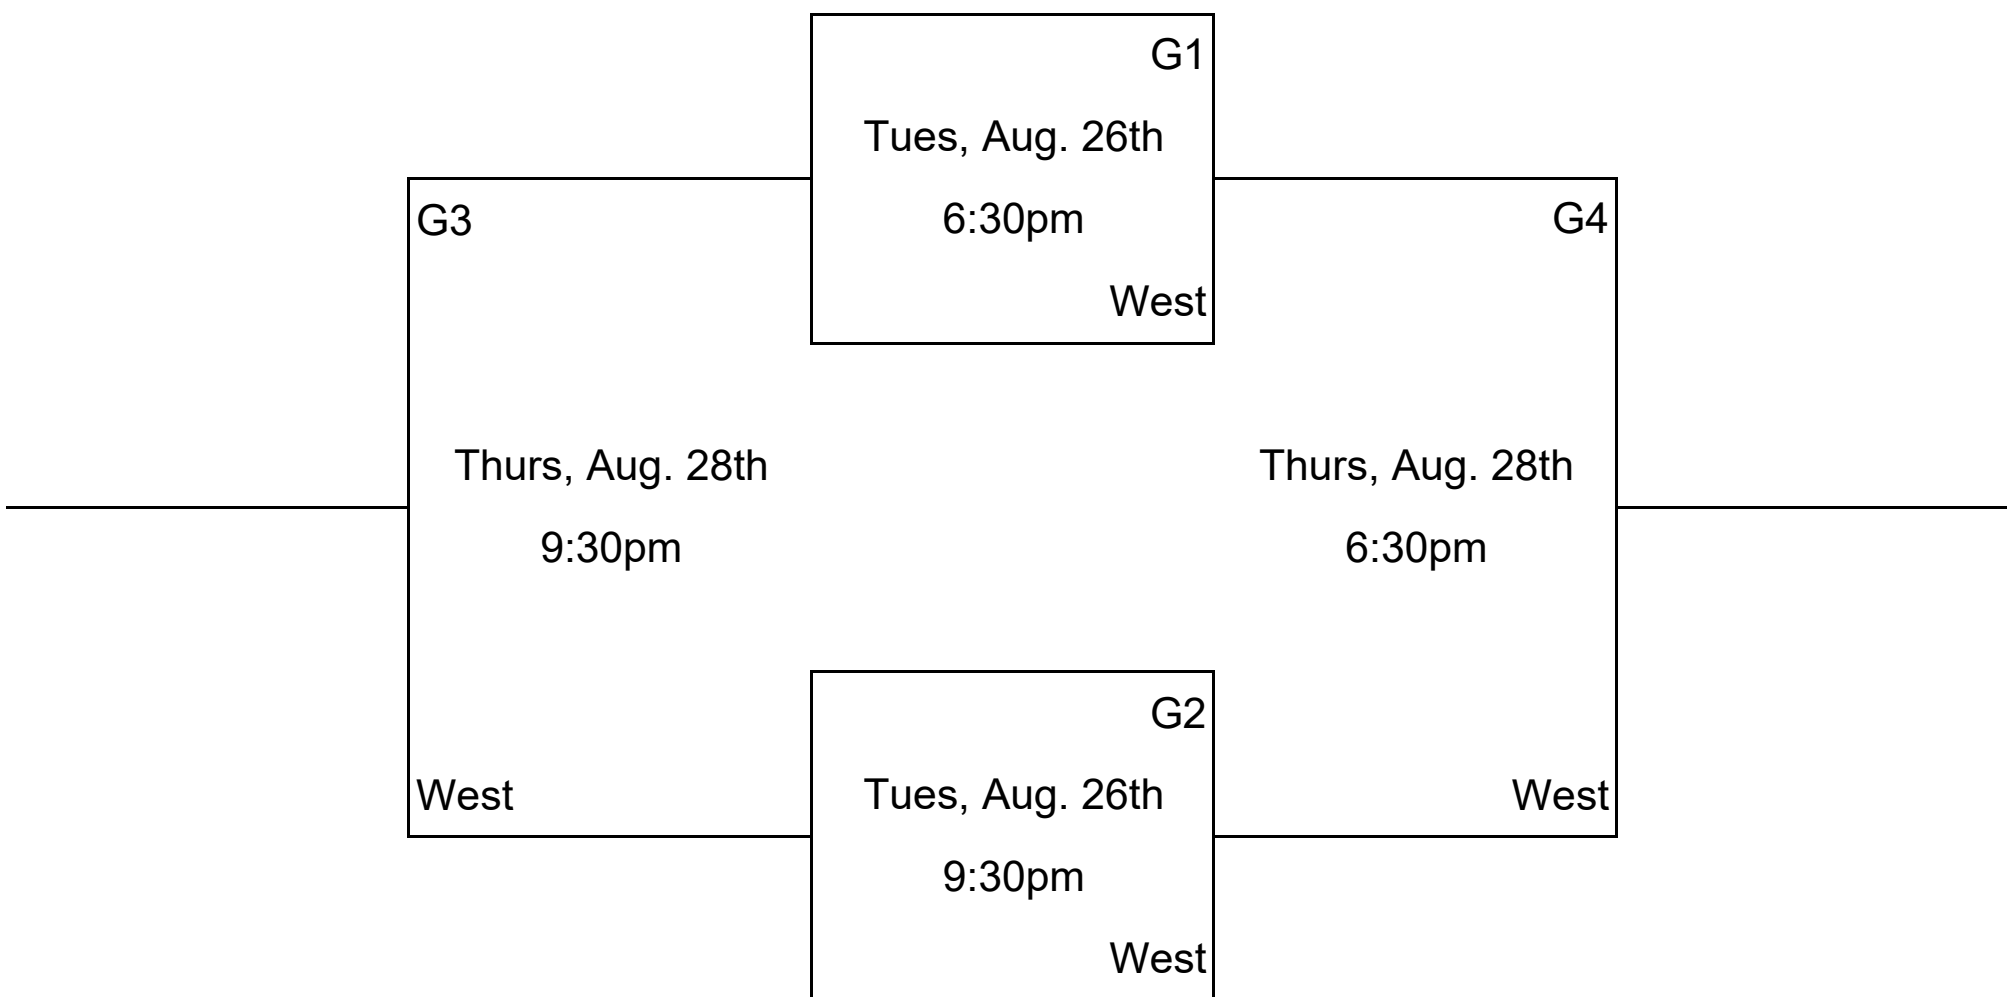 G1
Tues, Aug. 26th
G3
6:30pm
G4
West
Thurs, Aug. 28th
Thurs, Aug. 28th
9:30pm
6:30pm
G2
West
Tues, Aug. 26th
West
9:30pm
West